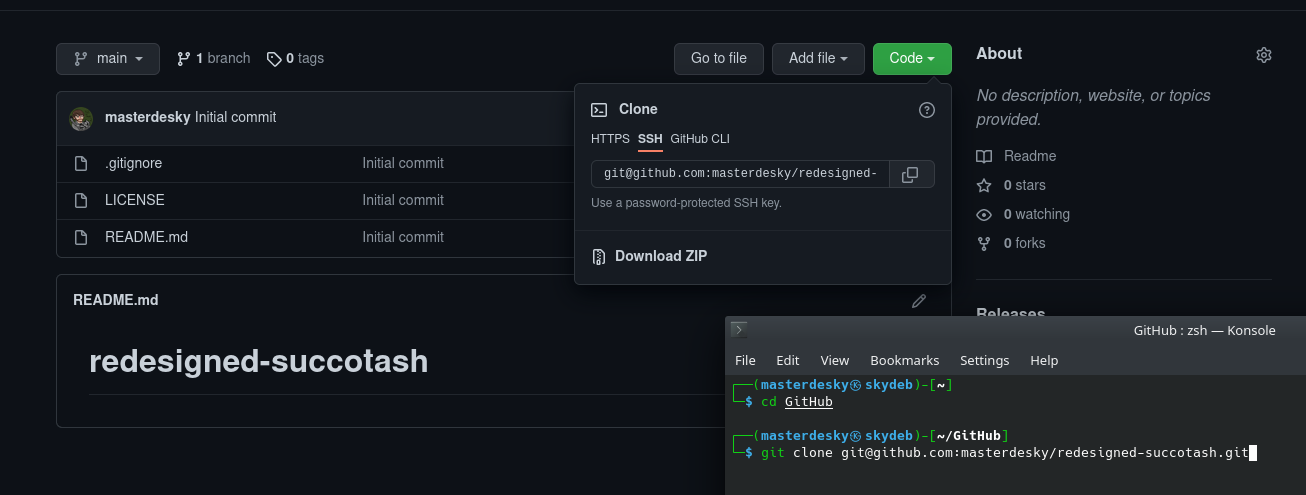 main
1 branch
0 tags
Go to file
Add file
Code
masterdesky Initial commit
.gitignore Initial commit
LICENSE Initial commit
README.md Initial commit
Clone
HTTPS SSH GitHub CLI
git@github.com:masterdesky/redesigned-
Use a password-protected SSH key.
Download ZIP
About
No description, website, or topics
provided.
Readme
0 stars
0 watching
0 forks
Releases
README.md
redesigned-succotash
GitHub : zsh — Konsole
File Edit View Bookmarks Settings Help
┌──(masterdesky㉿skydeb)-[~]
└─$ cd GitHub
┌──(masterdesky㉿skydeb)-[~/GitHub]
└─$ git clone git@github.com:masterdesky/redesigned-succotash.git